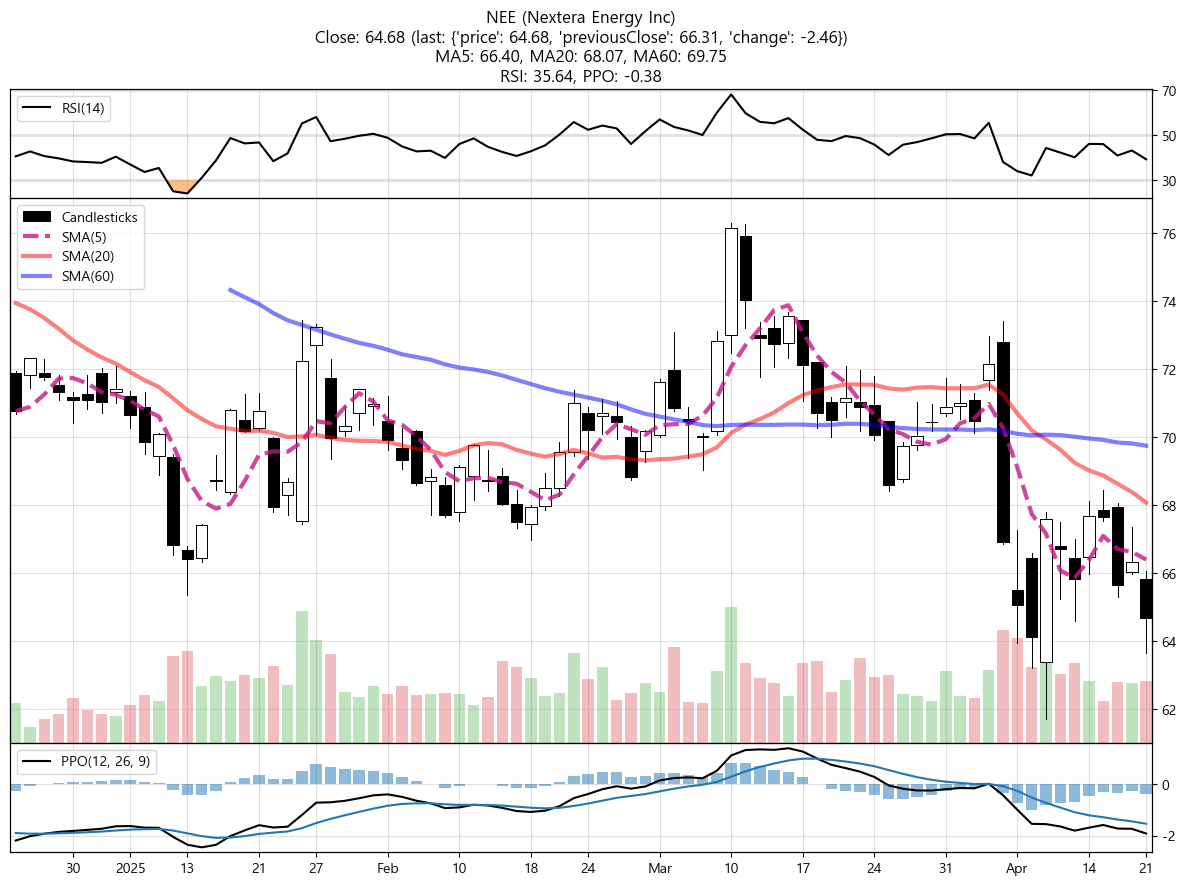 NEE (Nextera Energy Inc)
Close: 64.68 (last: {'price': 64.68, 'previousClose': 66.31, 'change': -2.46})
MA5: 66.40, MA20: 68.07, MA60: 69.75
RSI: 35.64, PPO: -0.38
RSI(14)
70
50
30
Candlesticks
SMA(5)
SMA(20)
SMA(60)
76
74
72
70
68
66
64
62
PPO(12, 26, 9)
0
-2
30 2025 13 21 27 Feb 10 18 24 Mar 10 17 24 31 Apr 14 21